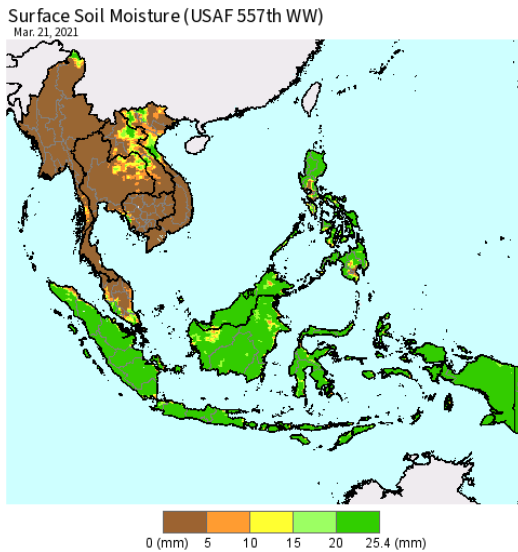 Surface Soil Moisture (USAF 557th WW)
Mar. 21, 2021
0 (mm) 5 10 15 20 25.4 (mm)